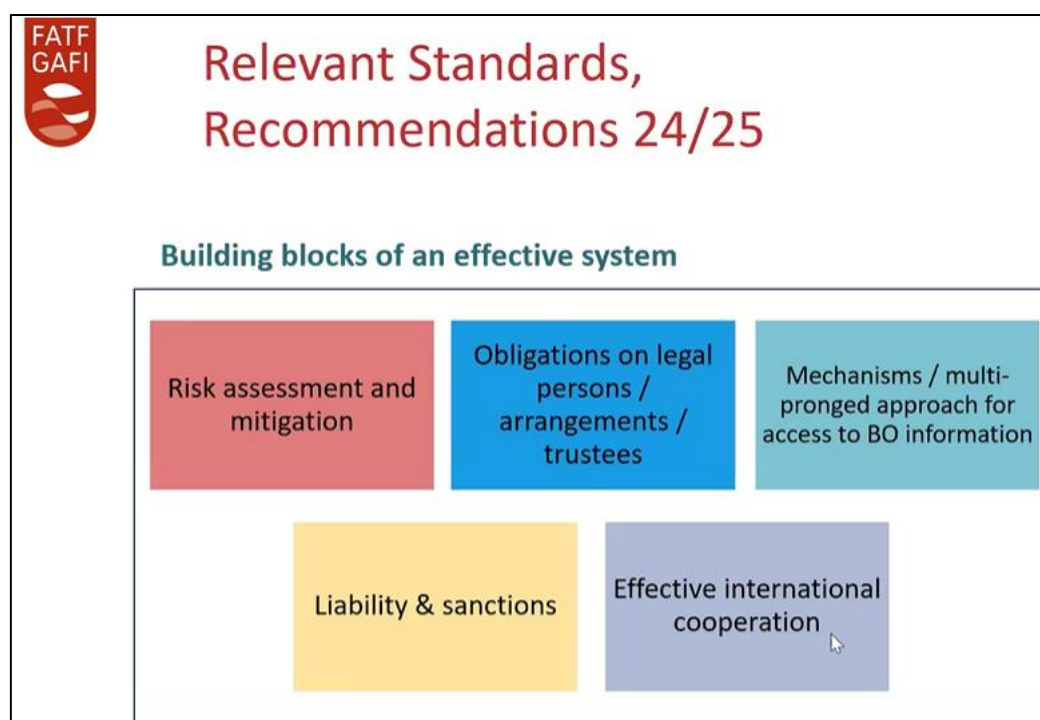 FATF
GAFI
Relevant Standards,
Recommendations 24/25
Building blocks of an effective system
Risk assessment and
mitigation
Obligations on legal
persons /
arrangements /
trustees
Mechanisms / multi-
pronged approach for
access to BO information
Liability & sanctions
Effective international
cooperation